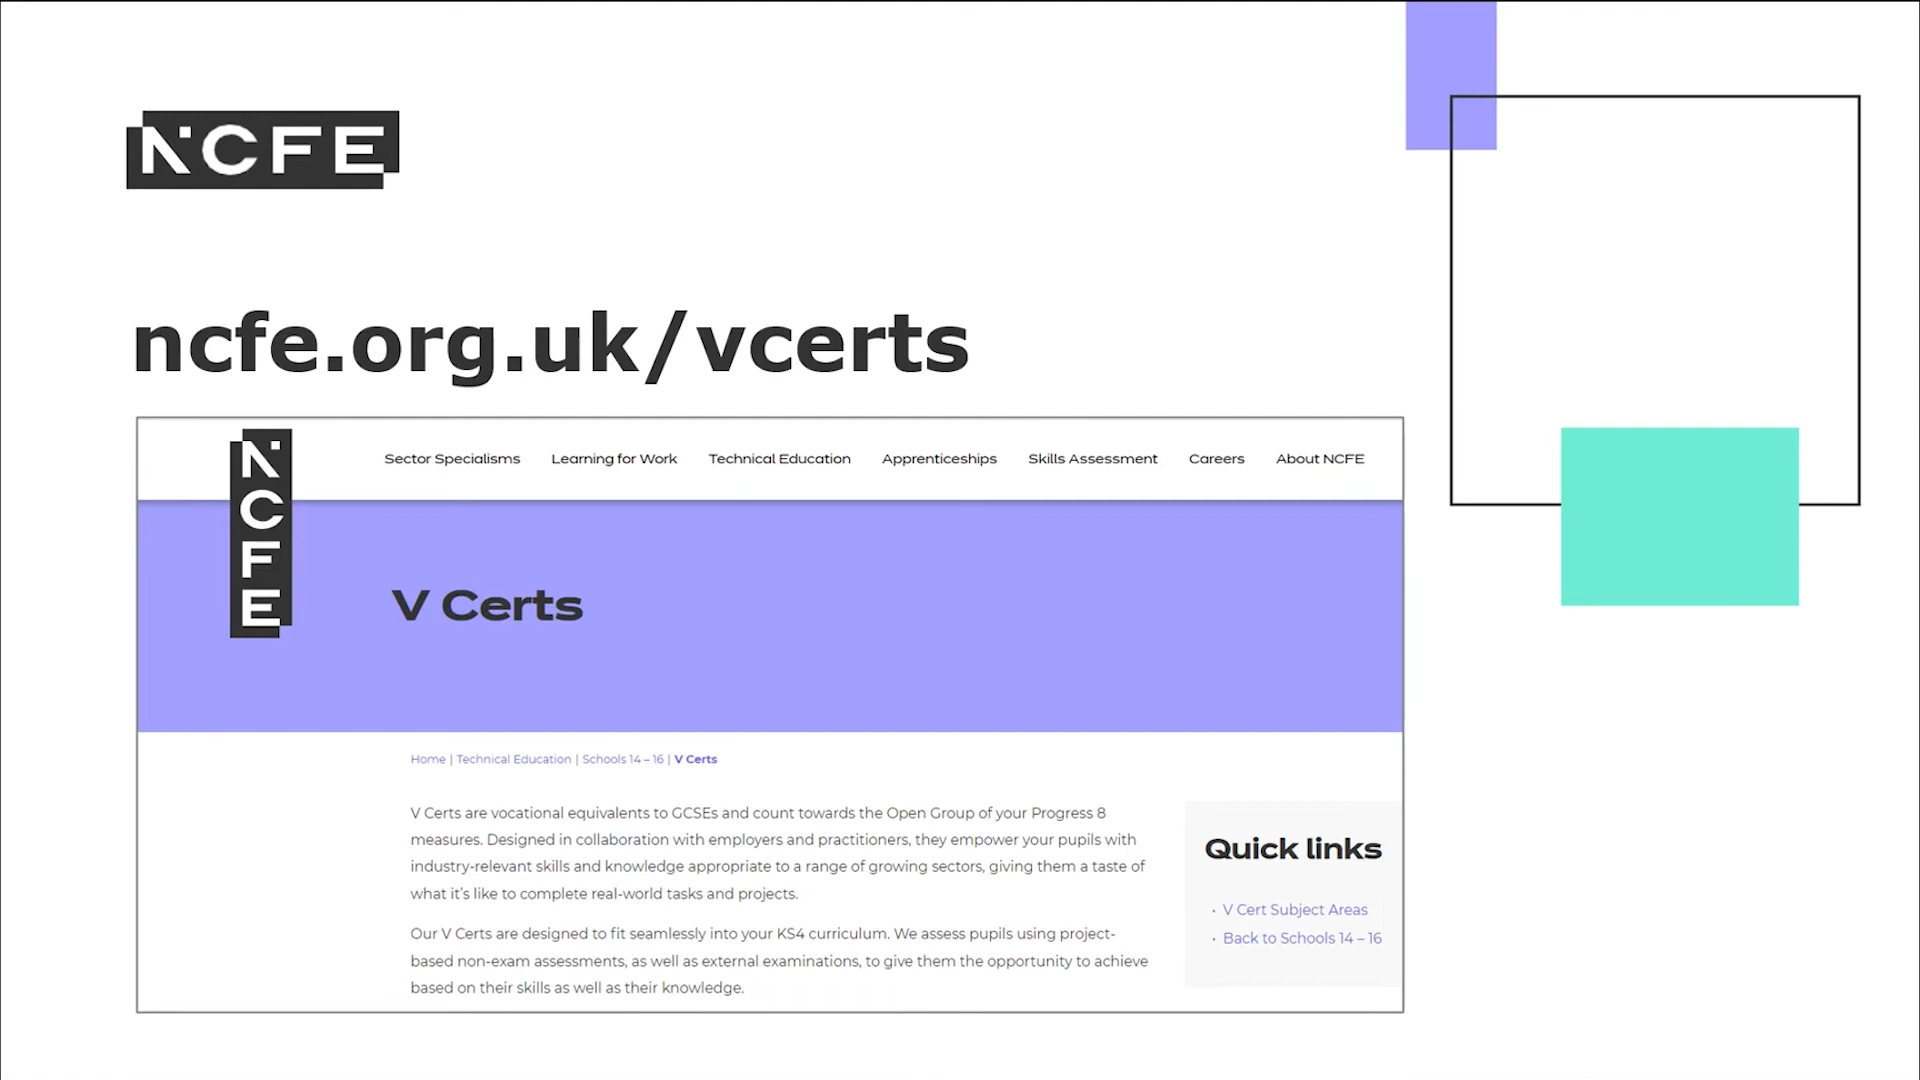 NCFE
ncfe.org.uk/vcerts
NCFE
Sector Specialisms Learning for Work Technical Education Apprenticeships Skills Assessment Careers About NCFE
V Certs
Home | Technical Education | Schools 14 – 16 | V Certs
V Certs are vocational equivalents to GCSEs and count towards the Open Group of your Progress 8
measures. Designed in collaboration with employers and practitioners, they empower your pupils with
industry-relevant skills and knowledge appropriate to a range of growing sectors, giving them a taste of
what it’s like to complete real-world tasks and projects.
Our V Certs are designed to fit seamlessly into your KS4 curriculum. We assess pupils using project-
based non-exam assessments, as well as external examinations, to give them the opportunity to achieve
based on their skills as well as their knowledge.
Quick links
• V Cert Subject Areas
• Back to Schools 14 – 16